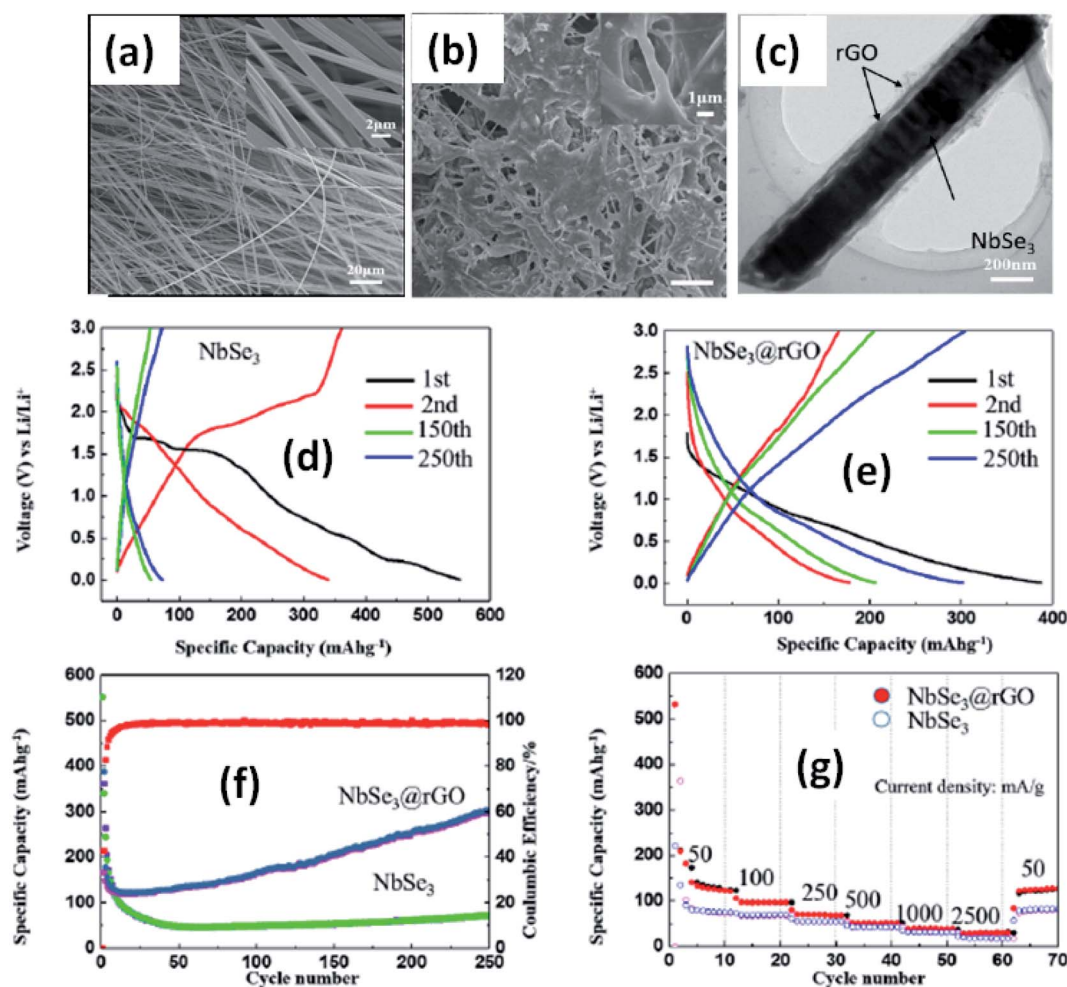 (a)
2μm
20μm
(b)
1μm
(c)
rGO
NbSe₃
200nm
3.0
2.5
2.0
1.5
1.0
0.5
0.0
Voltage (V) vs Li/Li⁺
NbSe₃
1st
2nd
150th
250th
(d)
0 100 200 300 400 500 600
Specific Capacity (mAhg⁻¹)
3.0
2.5
2.0
1.5
1.0
0.5
0.0
Voltage (V) vs Li/Li⁺
NbSe₃@rGO
1st
2nd
150th
250th
(e)
0 100 200 300 400
Specific Capacity (mAhg⁻¹)
600
500
400
300
200
100
0
Specific Capacity (mAhg⁻¹)
(f)
NbSe₃@rGO
NbSe₃
120
100
80
60
40
20
0
Coulumbic Efficiency/%
0 50 100 150 200 250
Cycle number
600
500
400
300
200
100
0
Specific Capacity (mAhg⁻¹)
NbSe₃@rGO
NbSe₃
(g)
Current density: mA/g
50
100
250
500
1000
2500
50
0 10 20 30 40 50 60 70
Cycle number